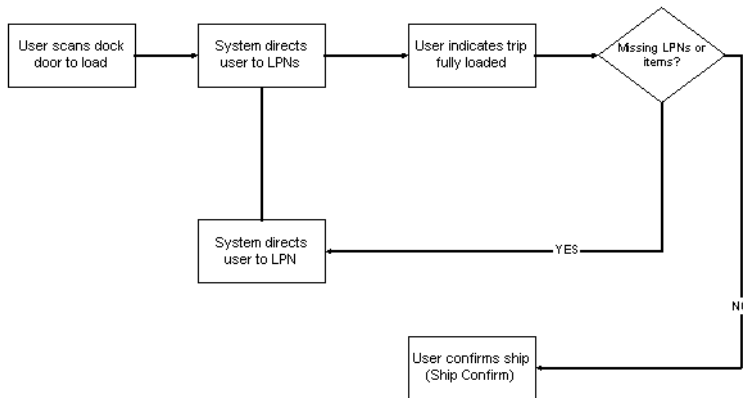 User scans dock
door to load
System directs
user to LPNs
User indicates trip
fully loaded
Missing LPNs or
items?
System directs
user to LPN
YES
NO
User confirms ship
(Ship Confirm)